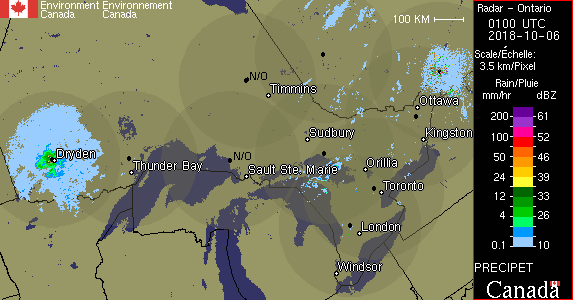 Environment Environnement
Canada Canada
100 KM
N/O
Timmins
Ottawa
Sudbury
Kingston
Dryden
Thunder Bay
N/O
Sault Ste. Marie
Orillia
Toronto
London
Windsor
Radar - Ontario
0100 UTC
2018-10-06
Scale/Échelle:
3.5 km/Pixel
Rain/Pluie
mm/hr dBZ
200 61
100 52
50 46
24 39
12 34
4 26
0.1 10
PRECIPET
Canada